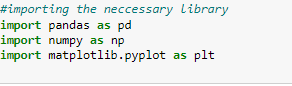 #importing the neccessary library
import pandas as pd
import numpy as np
import matplotlib.pyplot as plt